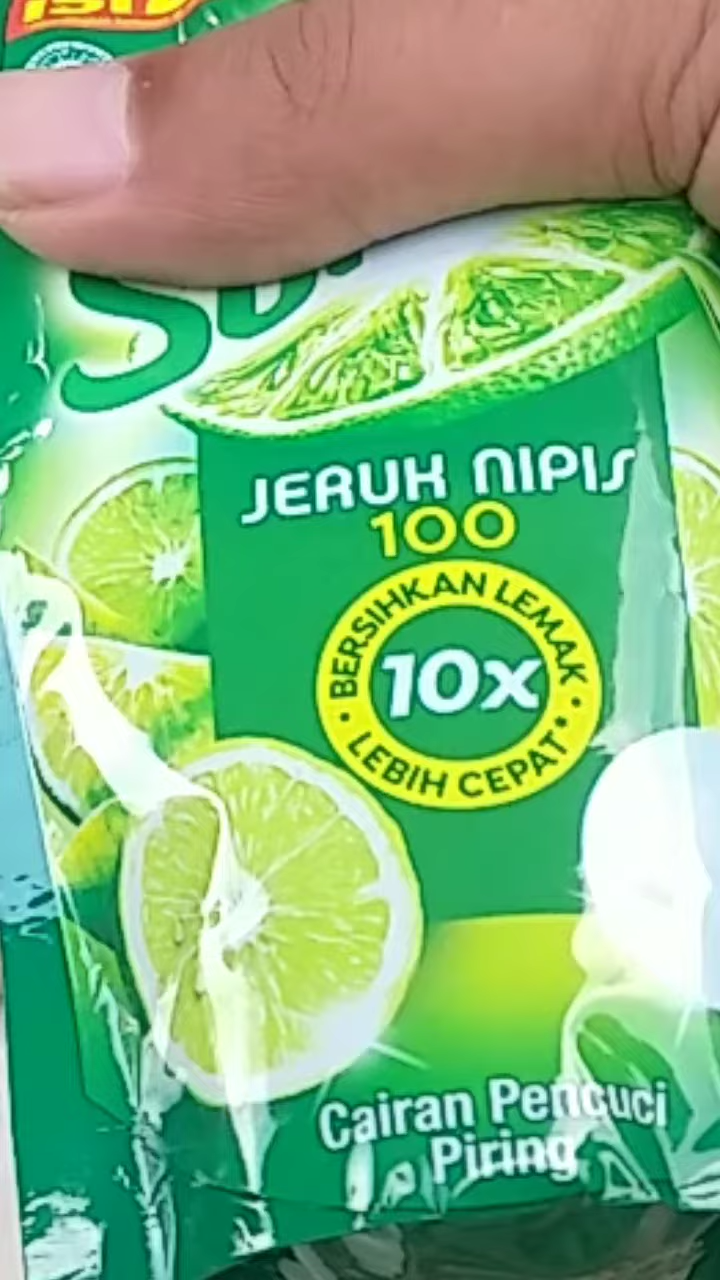 JERUK NIPIS
100
BERSIHKAN LEMAK
10x
LEBIH CEPAT*
Cairan Pencuci
Piring